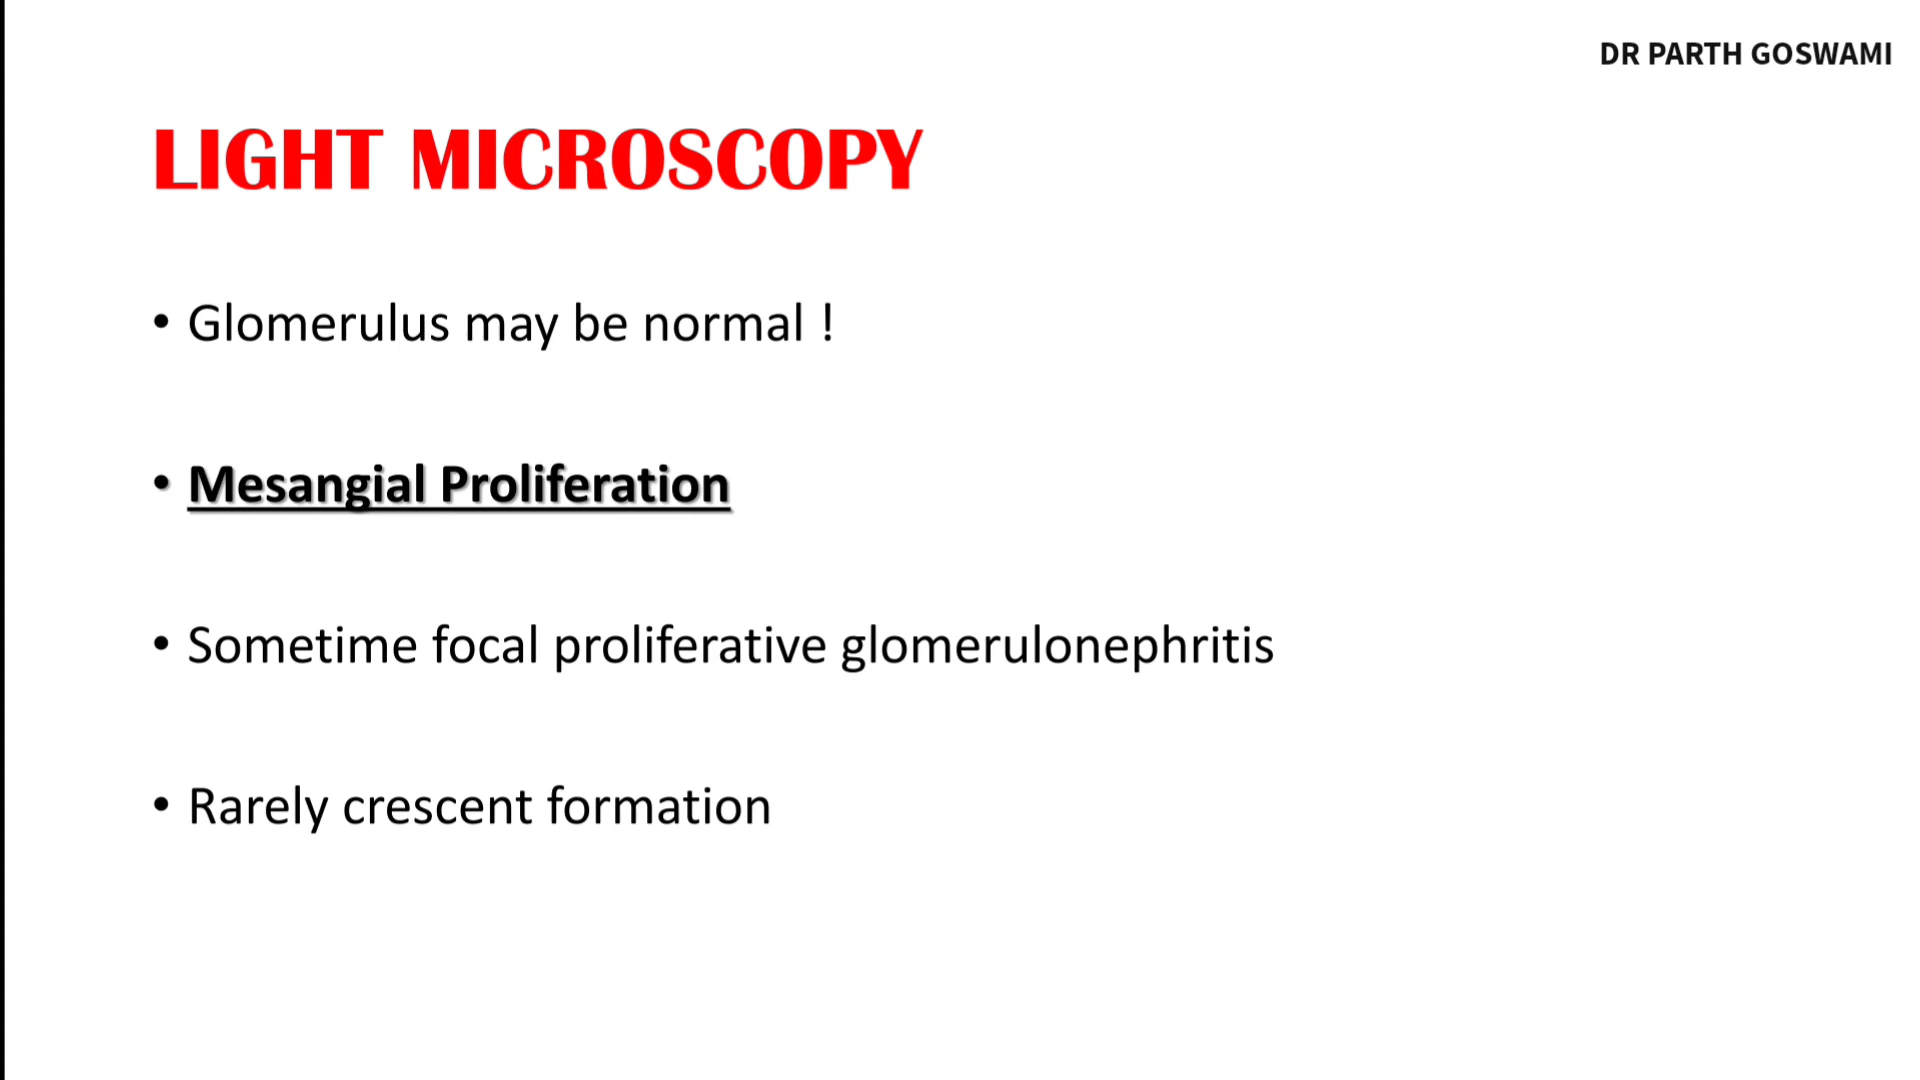 DR PARTH GOSWAMI
LIGHT MICROSCOPY
• Glomerulus may be normal !
• Mesangial Proliferation
• Sometime focal proliferative glomerulonephritis
• Rarely crescent formation